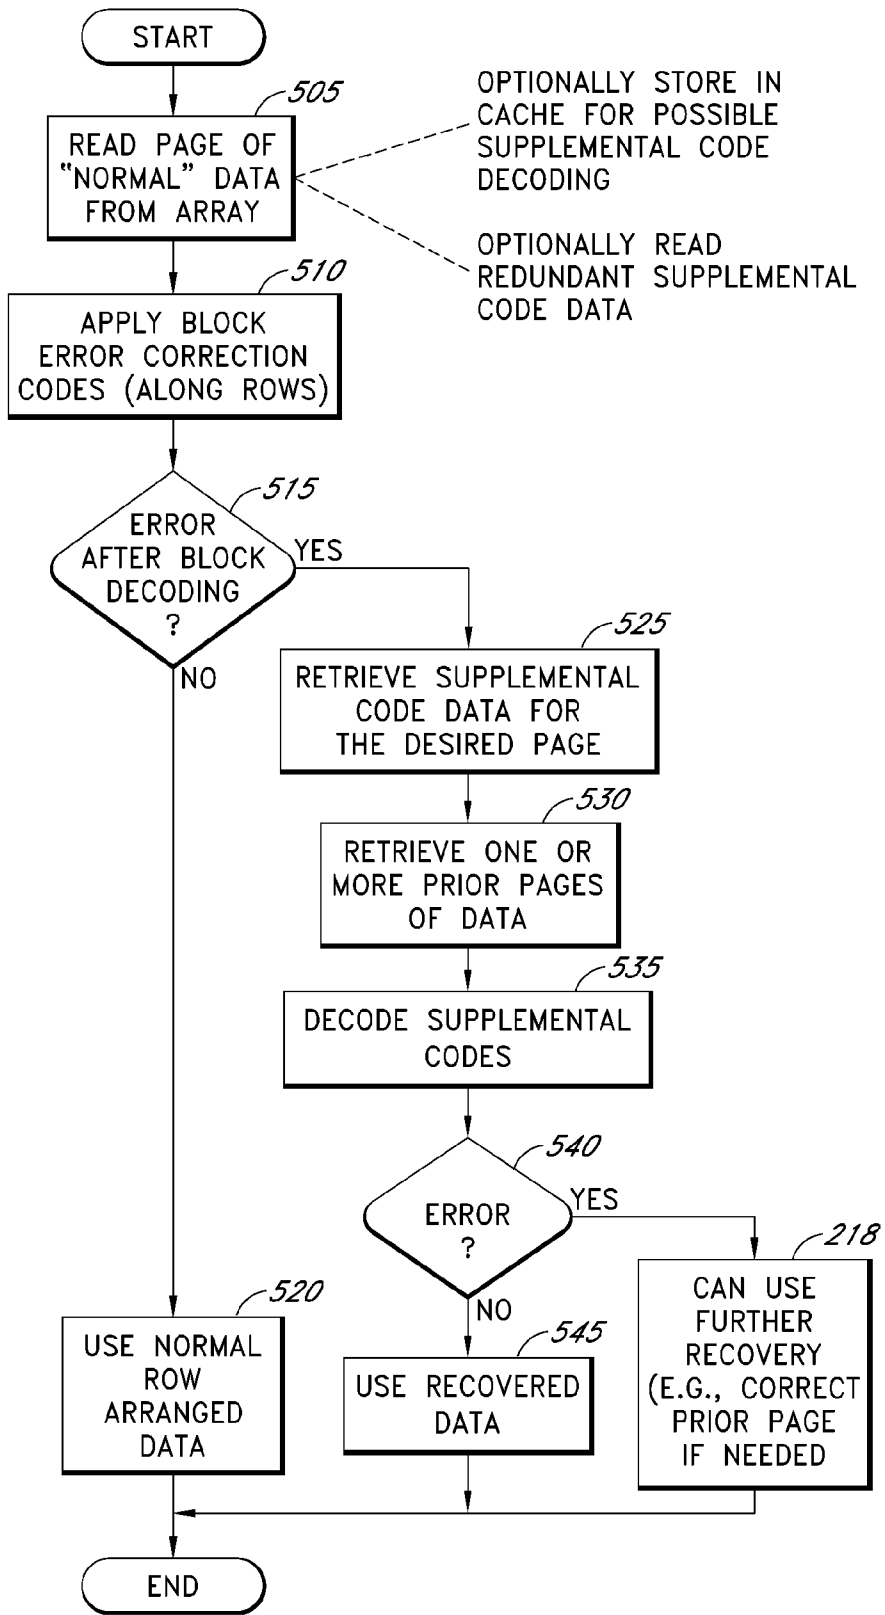 START
505
READ PAGE OF
“NORMAL” DATA
FROM ARRAY
OPTIONALLY STORE IN
CACHE FOR POSSIBLE
SUPPLEMENTAL CODE
DECODING
OPTIONALLY READ
REDUNDANT SUPPLEMENTAL
CODE DATA
510
APPLY BLOCK
ERROR CORRECTION
CODES (ALONG ROWS)
515
ERROR
AFTER BLOCK
DECODING
?
YES
NO
525
RETRIEVE SUPPLEMENTAL
CODE DATA FOR
THE DESIRED PAGE
530
RETRIEVE ONE OR
MORE PRIOR PAGES
OF DATA
535
DECODE SUPPLEMENTAL
CODES
540
ERROR
?
YES
NO
218
CAN USE
FURTHER
RECOVERY
(E.G., CORRECT
PRIOR PAGE
IF NEEDED
520
USE NORMAL
ROW
ARRANGED
DATA
545
USE RECOVERED
DATA
END